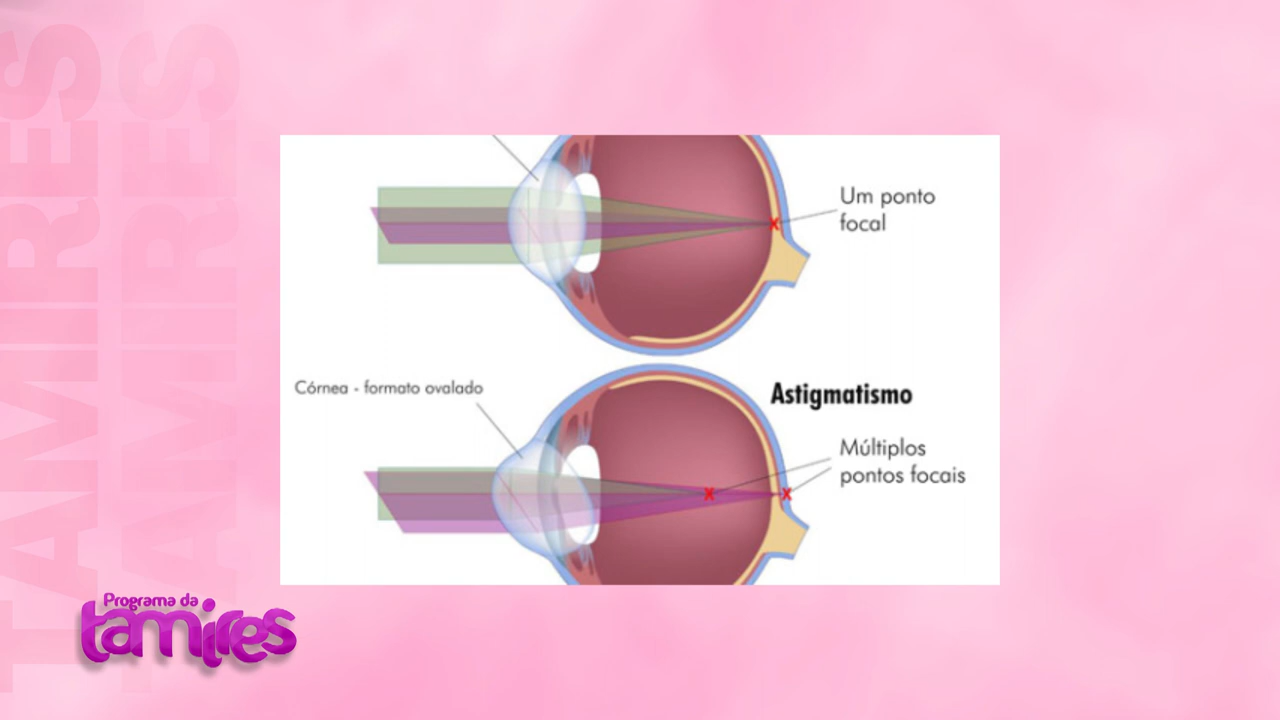 TAMIRES
TAMIRES
Um ponto
focal
Córnea - formato ovalado
Astigmatismo
Múltiplos
pontos focais
x
x
x
Programa da
tamires